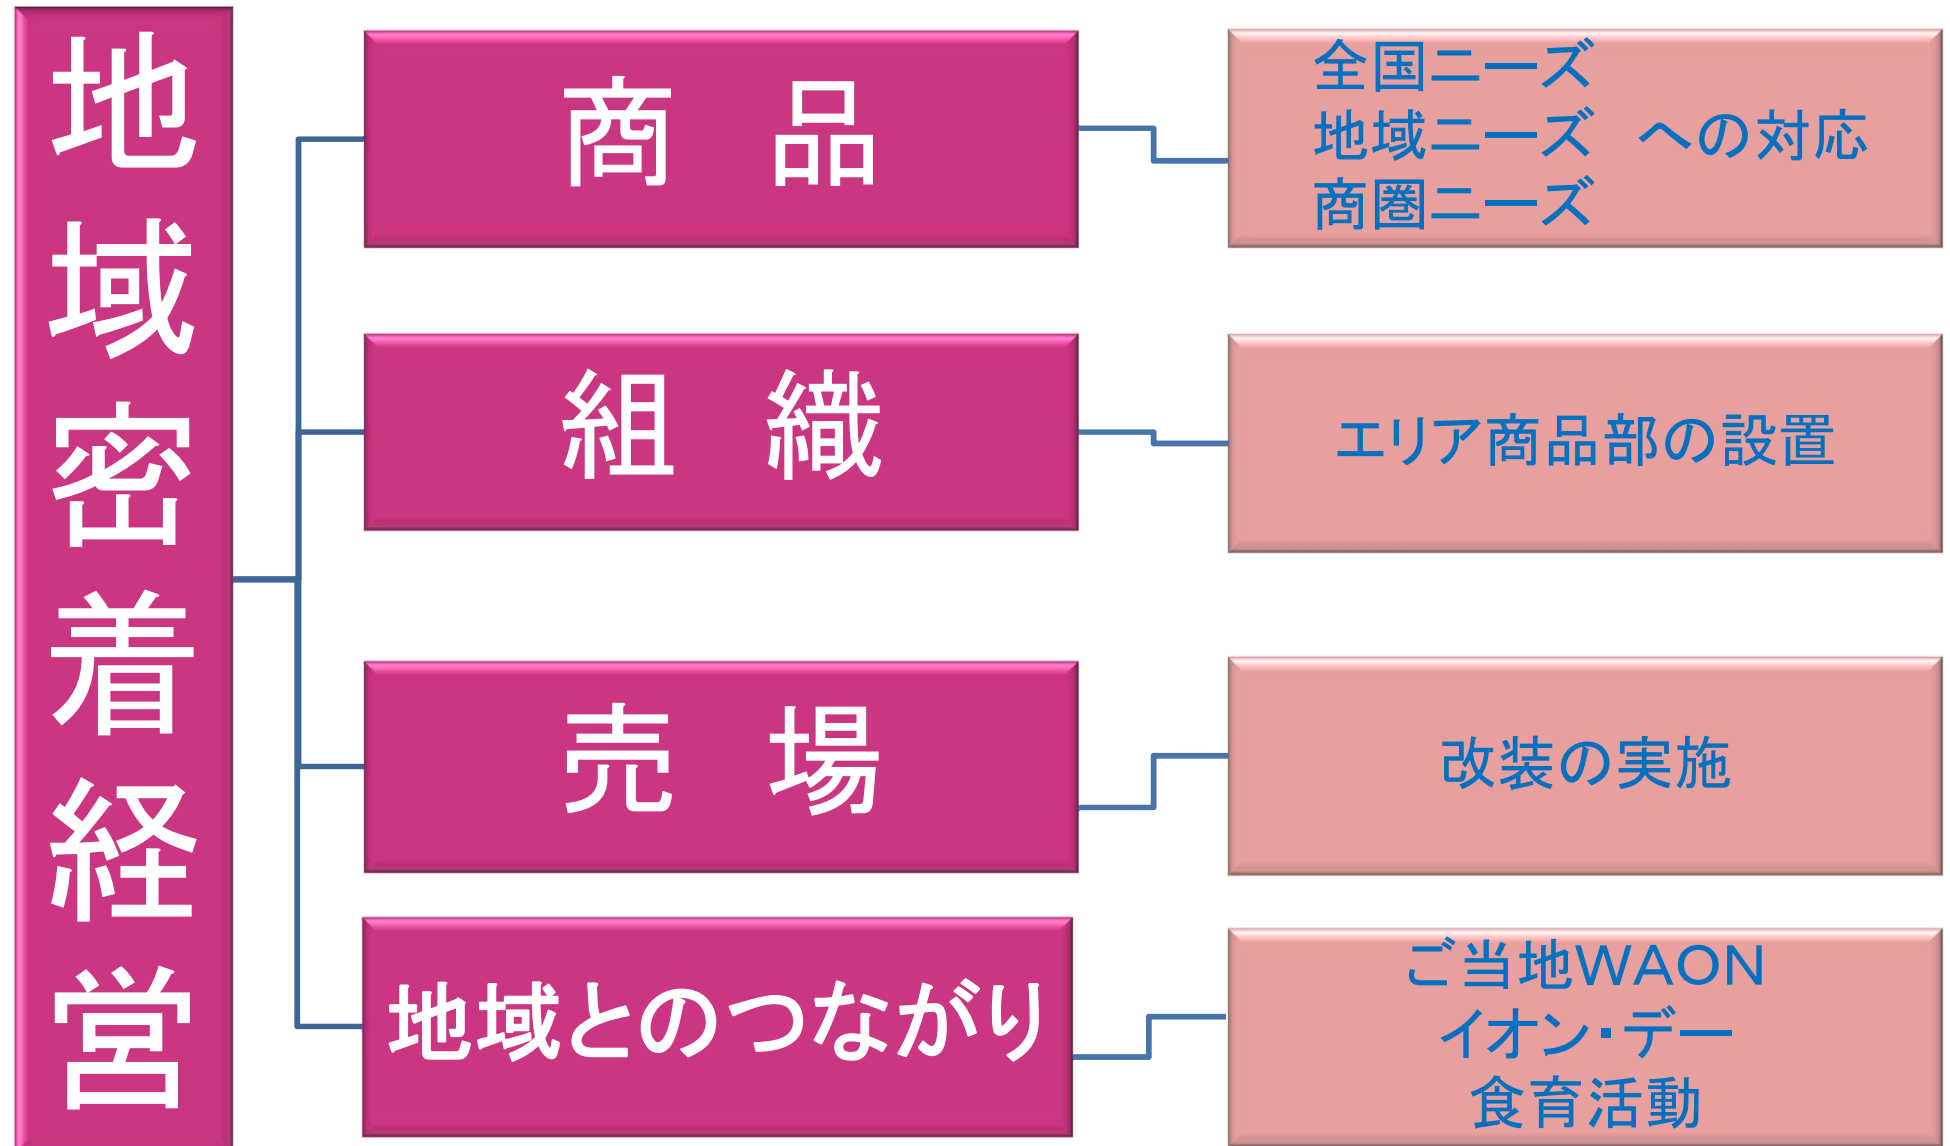 地域密着経営
商　品
全国ニーズ
地域ニーズ　への対応
商圏ニーズ
組　織
エリア商品部の設置
売　場
改装の実施
地域とのつながり
ご当地WAON
イオン・デー
食育活動